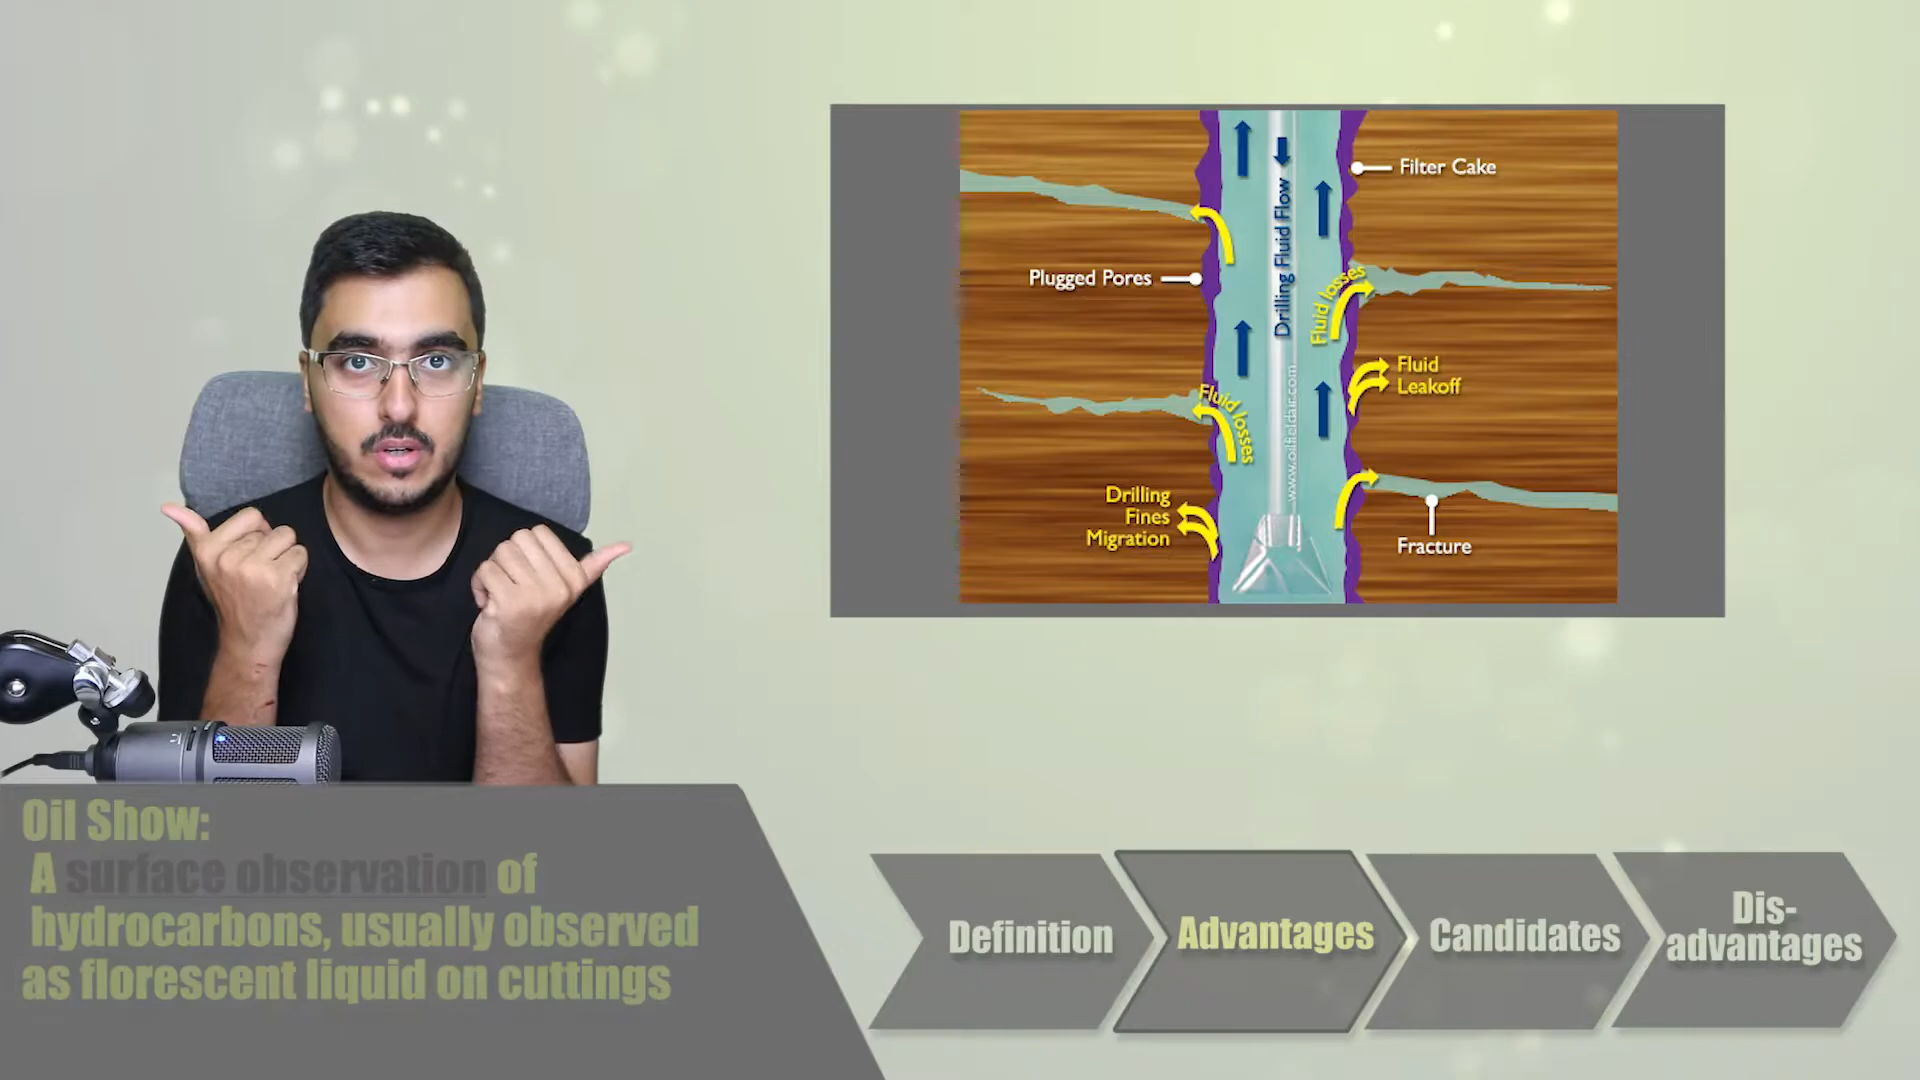 Filter Cake
Drilling Fluid Flow
Plugged Pores
Fluid losses
Fluid
Leakoff
Fluid losses
www.oilfieldair.com
Drilling
Fines
Migration
Fracture
Oil Show:
A surface observation of
hydrocarbons, usually observed
as florescent liquid on cuttings
Definition
Advantages
Candidates
Dis-
advantages